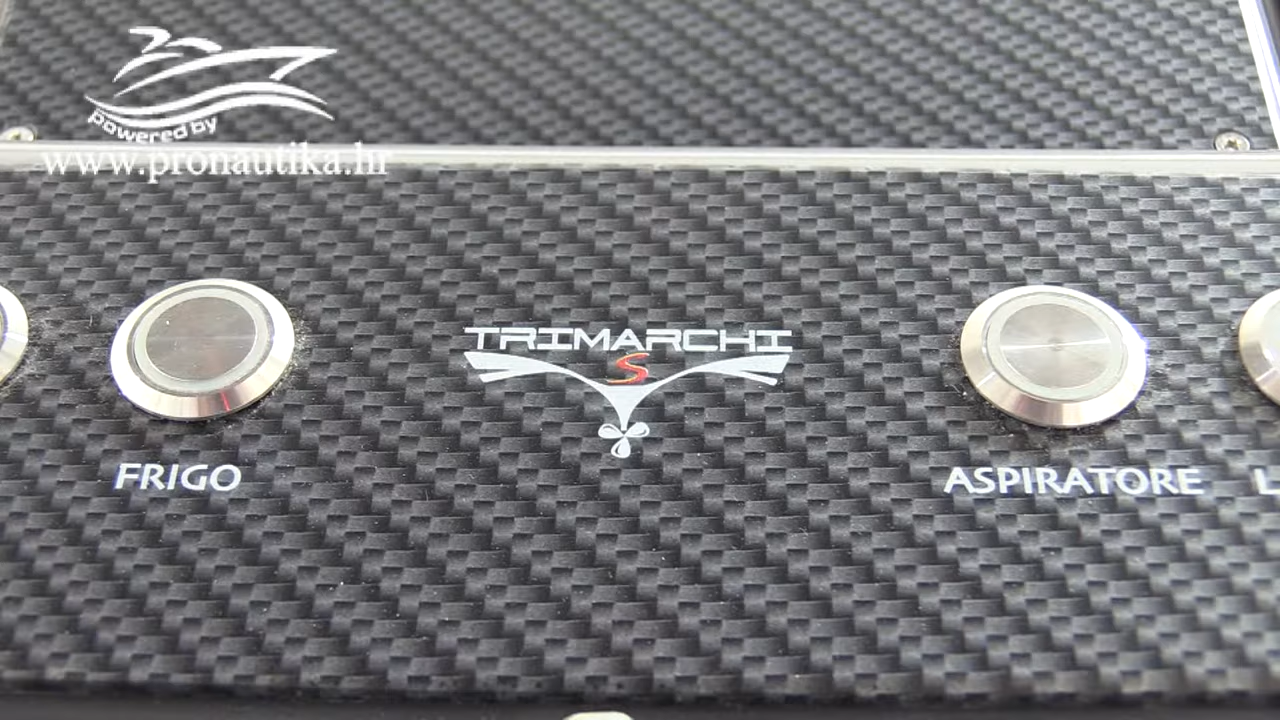 powered by
www.pronautika.hr
TRIMARCHI
S
FRIGO
ASPIRATORE
L